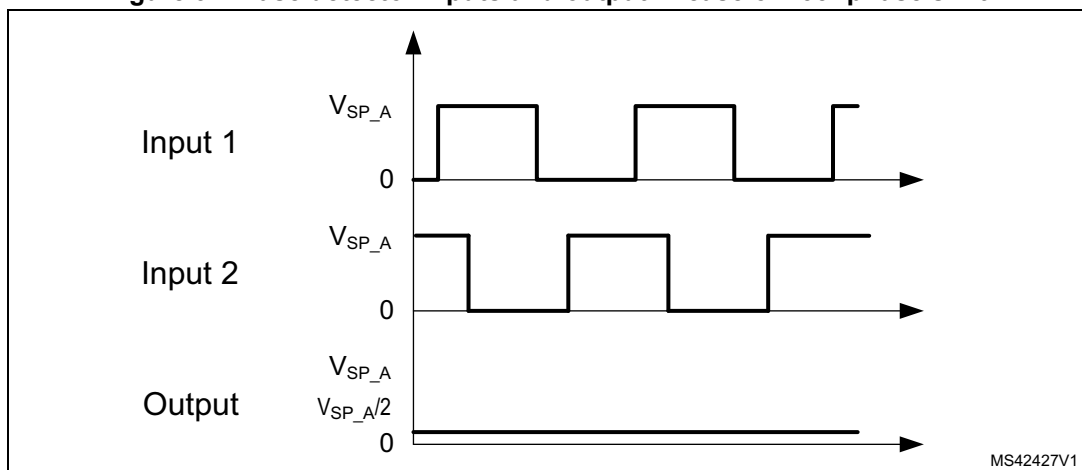 V_SP_A
Input 1
0
V_SP_A
Input 2
0
V_SP_A
Output
V_SP_A/2
0
MS42427V1